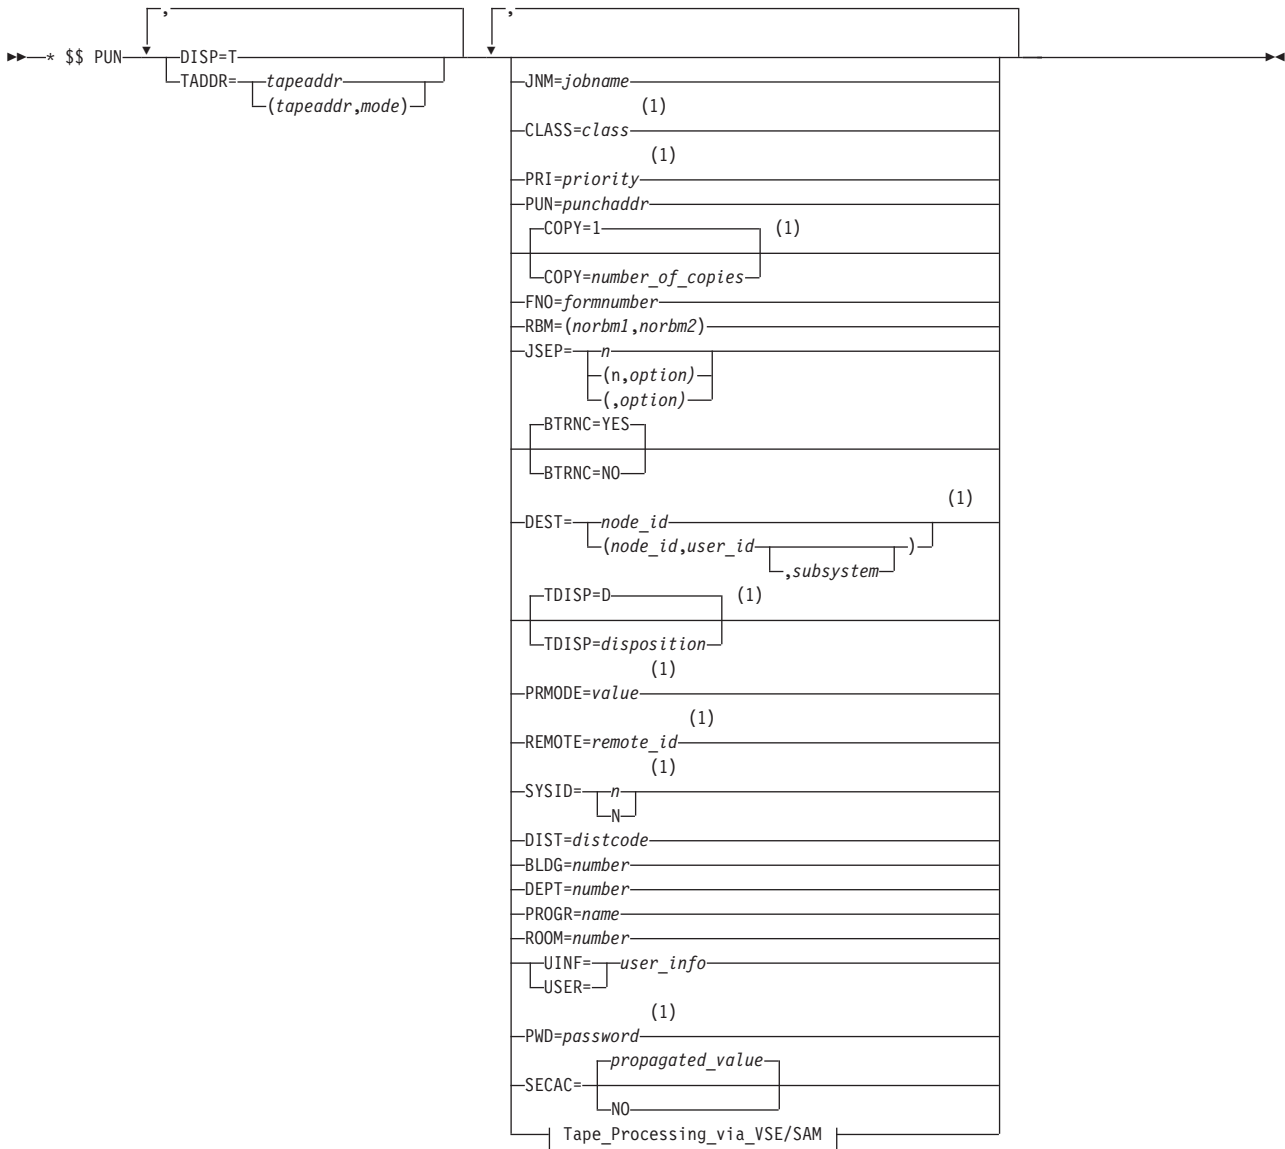 , ,
* $$ PUN DISP=T
TADDR= tapeaddr
(tapeaddr,mode)
JNM=jobname
(1)
CLASS=class
(1)
PRI=priority
PUN=punchaddr
COPY=1 (1)
COPY=number_of_copies
FNO=formnumber
RBM=(norbm1,norbm2)
JSEP= n
(n,option)
(,option)
BTRNC=YES
BTRNC=NO
(1)
DEST= node_id
(node_id,user_id )
,subsystem
TDISP=D (1)
TDISP=disposition
(1)
PRMODE=value
(1)
REMOTE=remote_id
(1)
SYSID= n
N
DIST=distcode
BLDG=number
DEPT=number
PROGR=name
ROOM=number
UINF= user_info
USER=
(1)
PWD=password
propagated_value
SECAC=
NO
Tape_Processing_via_VSE/SAM